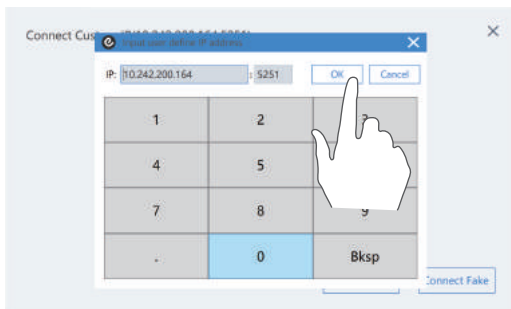 Connect Cus
Input user define IP address
IP: 10.242.200.164 : 5251 OK Cancel
1 2 3
4 5
7 8 9
. 0 Bksp
Connect Fake